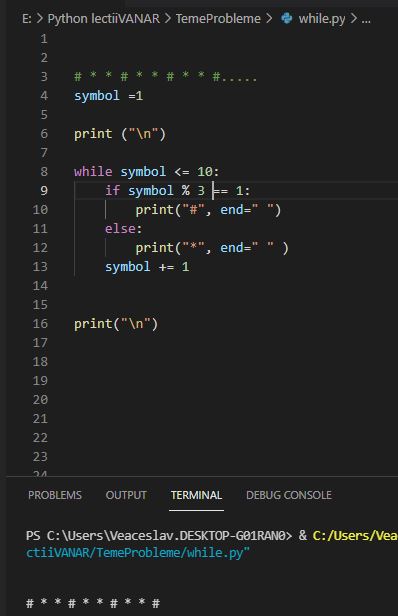 E: > Python lectiiVANAR > TemeProbleme > while.py > ...
1
2
3 # * * # * * # * * #.....
4 symbol =1
5
6 print ("\n")
7
8 while symbol <= 10:
9 if symbol % 3 == 1:
10 print("#", end=" ")
11 else:
12 print("*", end=" " )
13 symbol += 1
14
15
16 print("\n")
17
18
19
20
21
22
23
24
PROBLEMS OUTPUT TERMINAL DEBUG CONSOLE
PS C:\Users\Veaceslav.DESKTOP-G01RAN0> & C:/Users/Vea
ctiiVANAR/TemeProbleme/while.py"
# * * # * * # * * #